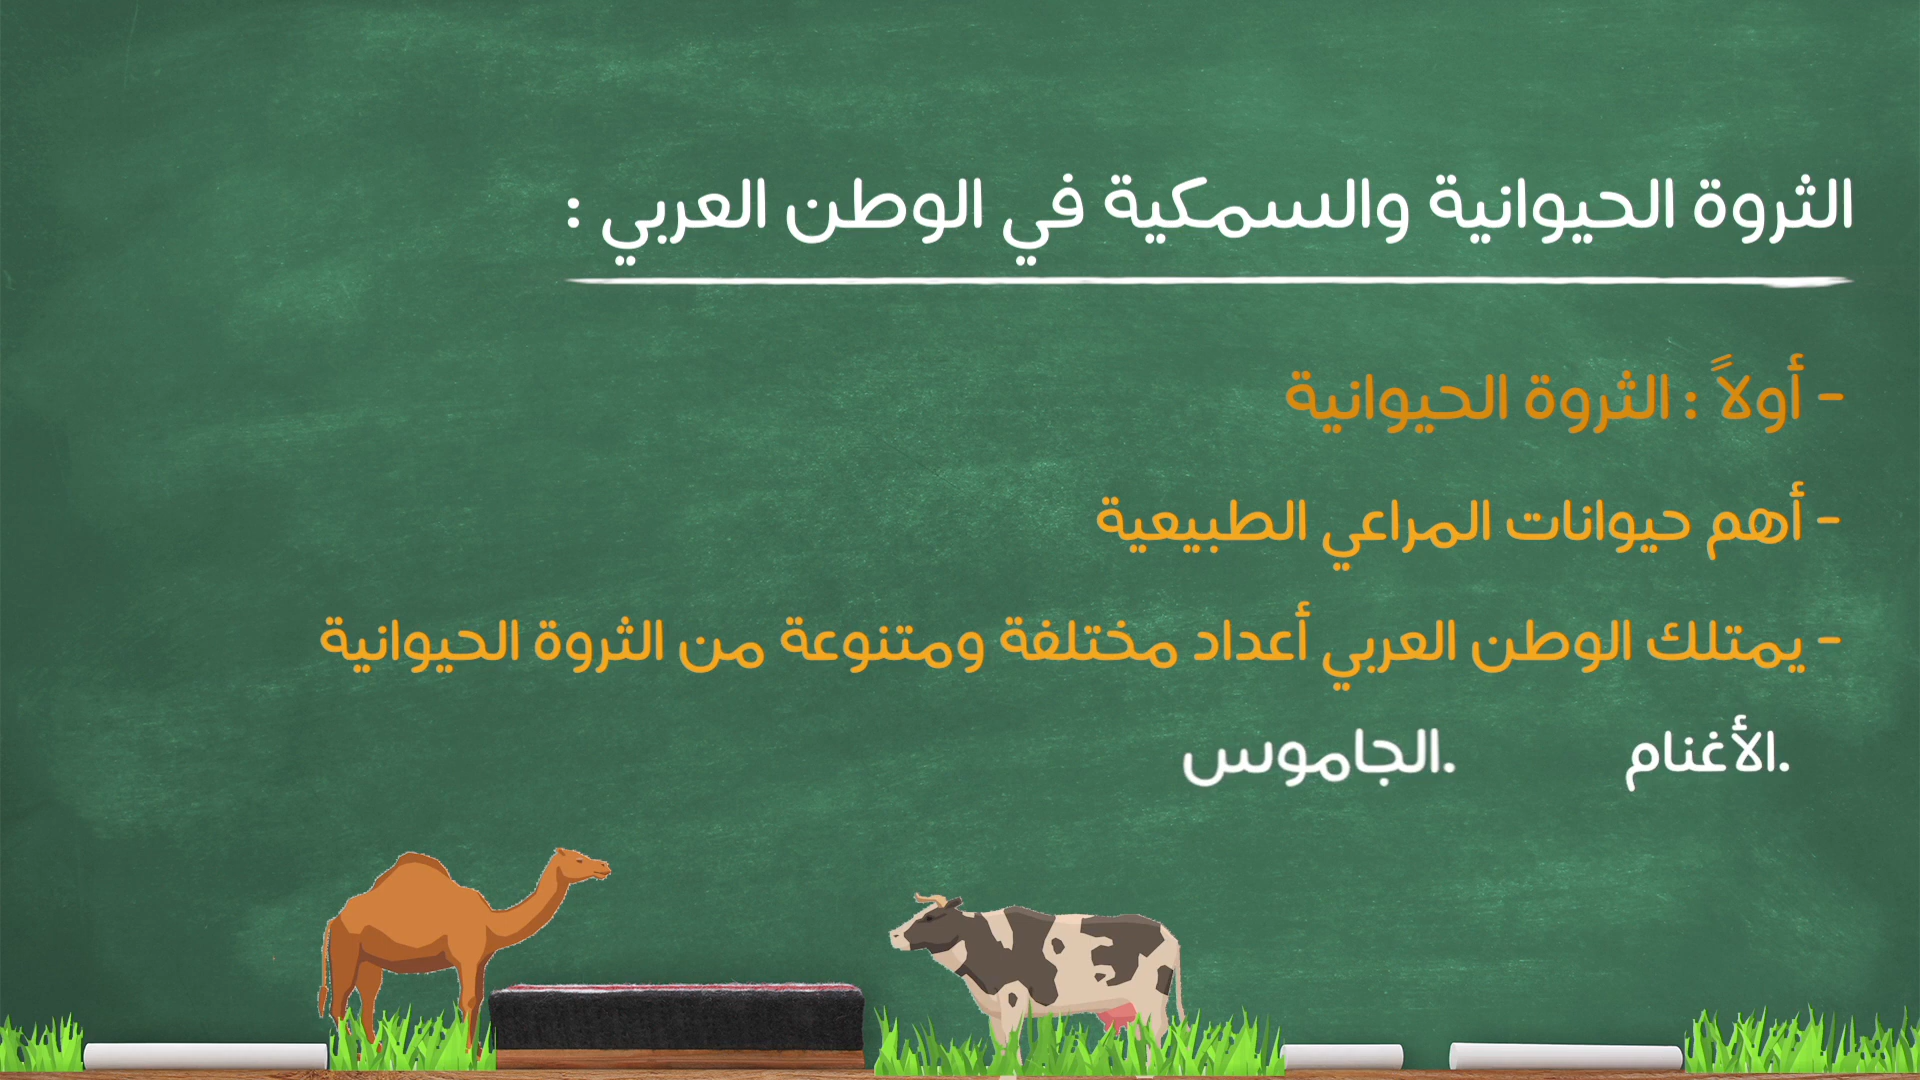 الثروة الحيوانية والسمكية في الوطن العربي :
- أولاً : الثروة الحيوانية
- أهم حيوانات المراعي الطبيعية
- يمتلك الوطن العربي أعداد مختلفة ومتنوعة من الثروة الحيوانية
.الأغنام .الجاموس